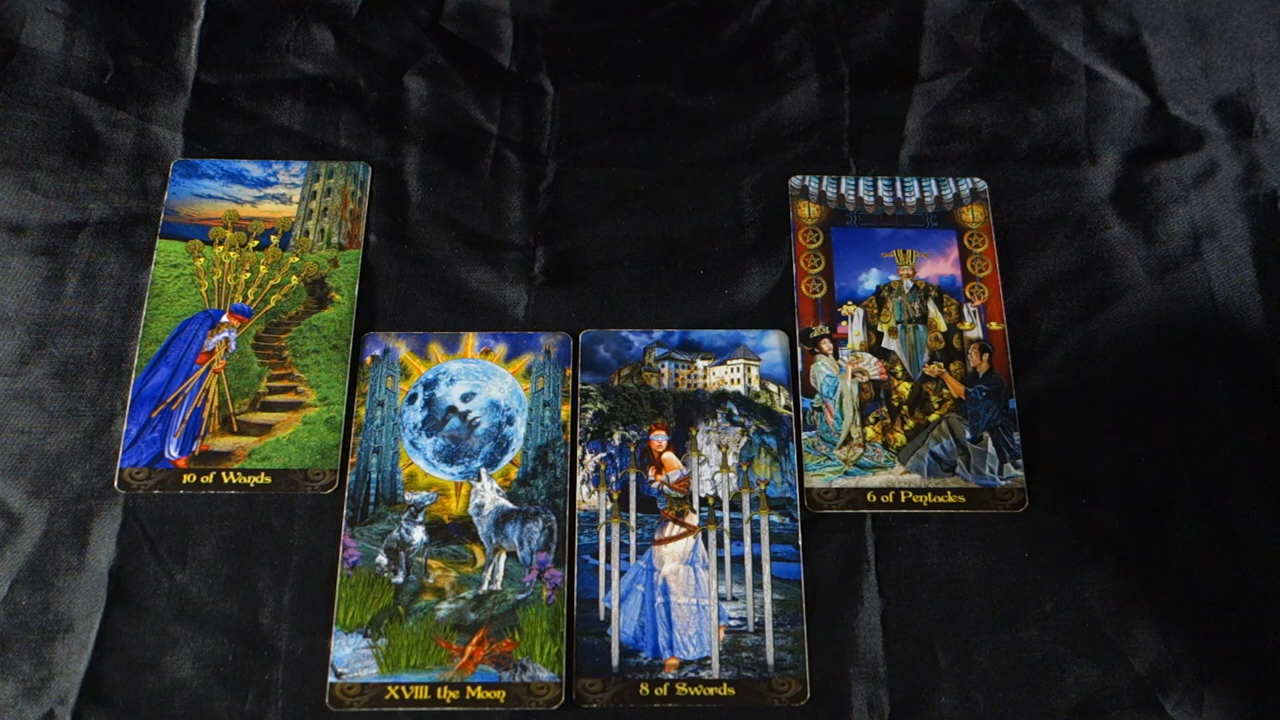 10 of Wands
XVIII. the Moon
8 of Swords
6 of Pentacles